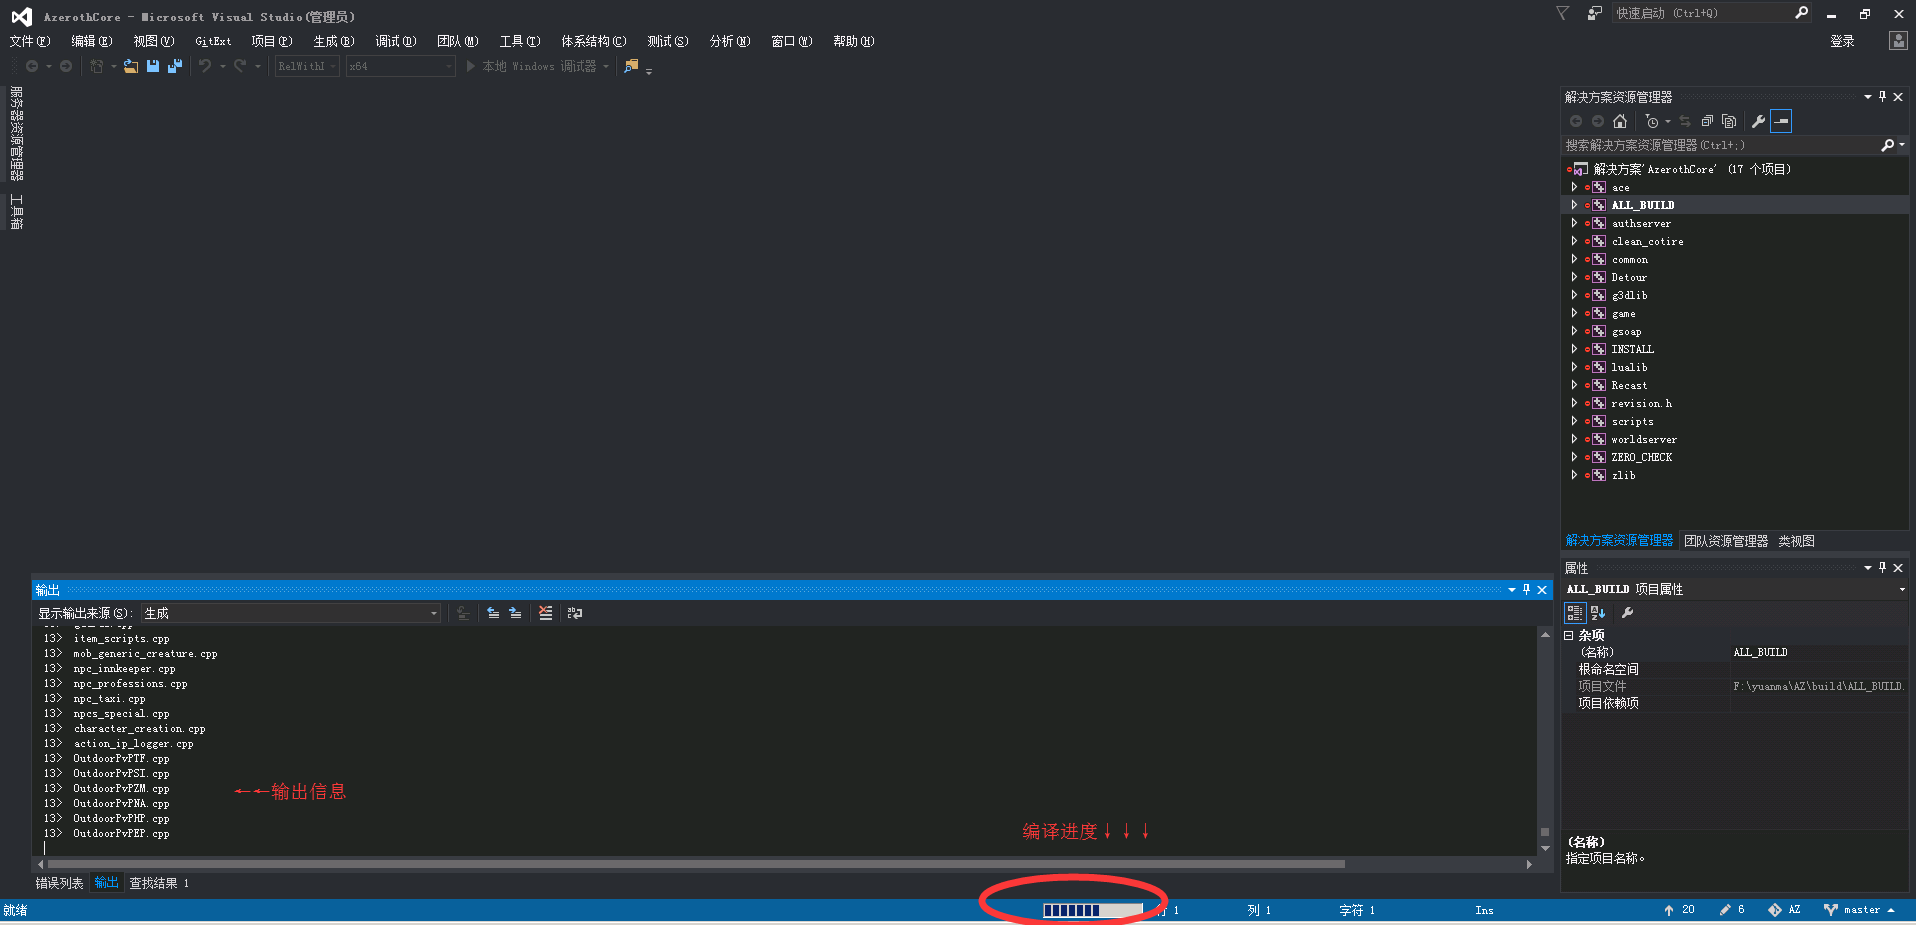 AzerothCore - Microsoft Visual Studio(管理员)
快速启动 (Ctrl+Q)
文件(F) 编辑(E) 视图(V) GitExt 项目(P) 生成(B) 调试(D) 团队(M) 工具(T) 体系结构(C) 测试(S) 分析(N) 窗口(W) 帮助(H)
登录
RelWithI x64 本地 Windows 调试器
服务器资源管理器
工具箱
解决方案资源管理器
搜索解决方案资源管理器(Ctrl+;)
解决方案'AzerothCore' (17 个项目)
ace
ALL_BUILD
authserver
clean_cotire
common
Detour
g3dlib
game
gsoap
INSTALL
lualib
Recast
revision.h
scripts
worldserver
ZERO_CHECK
zlib
解决方案资源管理器 团队资源管理器 类视图
属性
ALL_BUILD 项目属性
杂项
(名称) ALL_BUILD
根命名空间
项目文件 F:\yuanma\AZ\build\ALL_BUILD.
项目依赖项
(名称)
指定项目名称。
输出
显示输出来源(S): 生成
13> item_scripts.cpp
13> mob_generic_creature.cpp
13> npc_innkeeper.cpp
13> npc_professions.cpp
13> npc_taxi.cpp
13> npcs_special.cpp
13> character_creation.cpp
13> action_ip_logger.cpp
13> OutdoorPvPTF.cpp
13> OutdoorPvPSI.cpp
13> OutdoorPvPZM.cpp
13> OutdoorPvPNA.cpp
13> OutdoorPvPHP.cpp
13> OutdoorPvPEP.cpp
←←输出信息
编译进度↓↓↓
错误列表 输出 查找结果 1
就绪 行 1 列 1 字符 1 Ins 20 6 AZ master